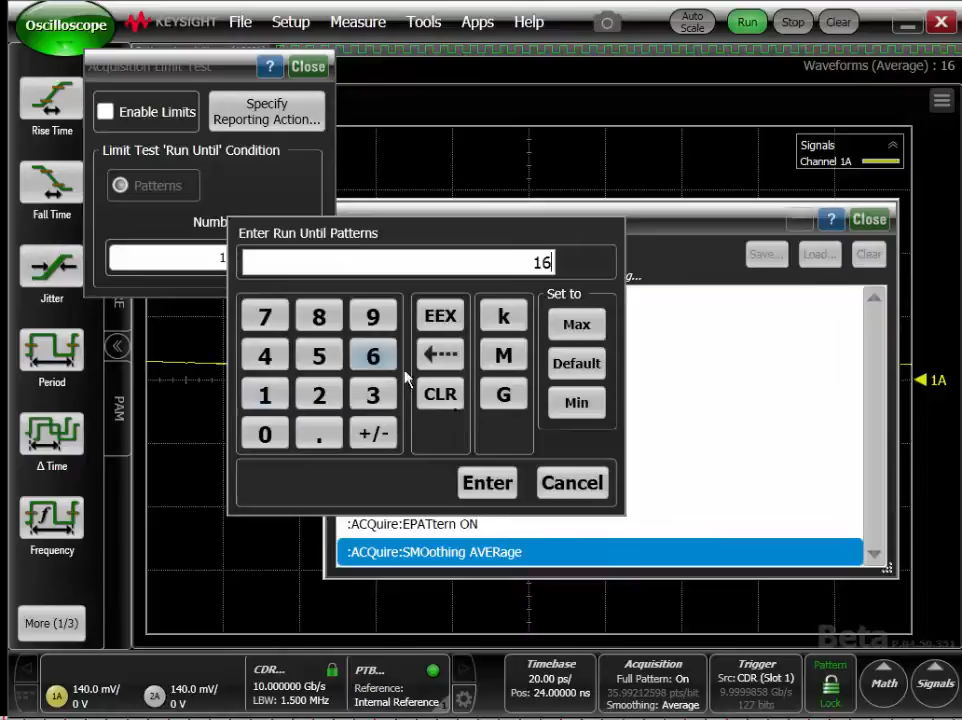 Oscilloscope
KEYSIGHT
File Setup Measure Tools Apps Help
Auto Scale
Run Stop Clear
Waveforms (Average) : 16
Acquisition Limit Test
? Close
Enable Limits
Specify
Reporting Action...
Limit Test 'Run Until' Condition
Patterns
Numb
1
Rise Time
Fall Time
Jitter
Period
Δ Time
Frequency
More (1/3)
PAM
Signals
Channel 1A
? Close
Save... Load... Clear
Enter Run Until Patterns
16
7 8 9 EEX k
4 5 6 M
1 2 3 CLR G
0 . +/-
Set to
Max
Default
Min
Enter Cancel
:ACQuire:EPATtern ON
:ACQuire:SMOothing AVERage
1A
Beta
1A 140.0 mV/
0 V
2A 140.0 mV/
0 V
CDR...
10.000000 Gb/s
LBW: 1.500 MHz
PTB...
Reference:
Internal Reference
Timebase
20.00 ps/
Pos: 24.00000 ns
Acquisition
Full Pattern: On
35.99212598 pts/bit
Smoothing: Average
Trigger
Src: CDR (Slot 1)
9.9999858 Gb/s
127 bits
Pattern
Lock
Math
Signals